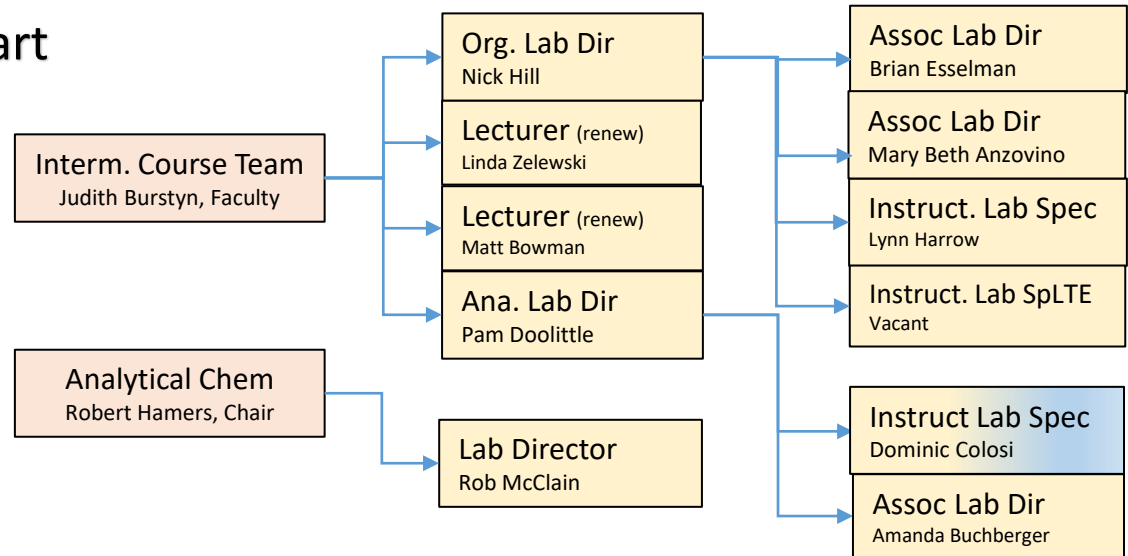 art
Interm. Course Team
Judith Burstyn, Faculty
Analytical Chem
Robert Hamers, Chair
Org. Lab Dir
Nick Hill
Lecturer (renew)
Linda Zelewski
Lecturer (renew)
Matt Bowman
Ana. Lab Dir
Pam Doolittle
Lab Director
Rob McClain
Assoc Lab Dir
Brian Esselman
Assoc Lab Dir
Mary Beth Anzovino
Instruct. Lab Spec
Lynn Harrow
Instruct. Lab SpLTE
Vacant
Instruct Lab Spec
Dominic Colosi
Assoc Lab Dir
Amanda Buchberger